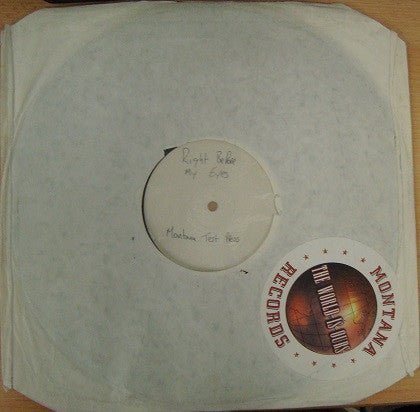 Right Before
My Eyes
Montana Test Press
MONTANA
RECORDS
THE WORLD IS OURS